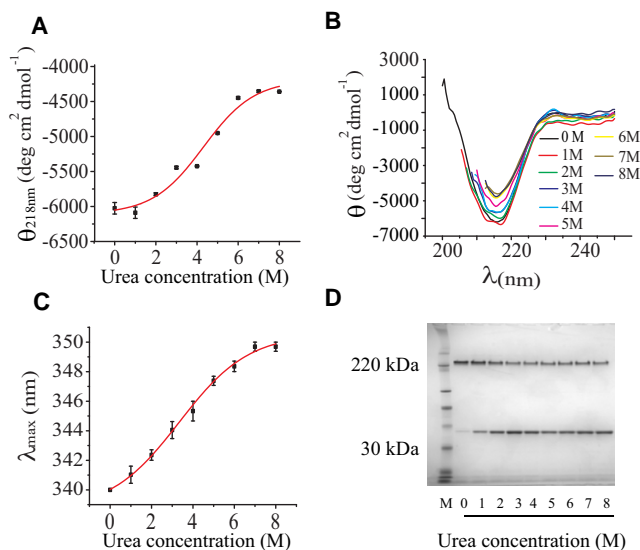 A
θ218nm (deg cm² dmol⁻¹)
-4000
-4500
-5000
-5500
-6000
-6500
0 2 4 6 8
Urea concentration (M)
B
θ (deg cm² dmol⁻¹)
3000
1000
-1000
-3000
-5000
-7000
200 220 240
λ(nm)
0 M
1M
2M
3M
4M
5M
6M
7M
8M
C
λmax (nm)
350
348
346
344
342
340
0 2 4 6 8
Urea concentration (M)
D
220 kDa
30 kDa
M 0 1 2 3 4 5 6 7 8
Urea concentration (M)